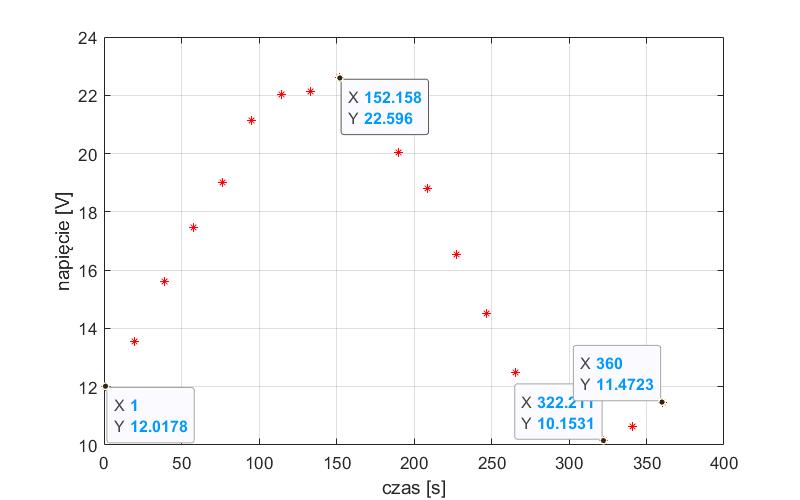 24
22
20
18
16
14
12
10
napięcie [V]
X 152.158
Y 22.596
X 360
Y 11.4723
X 1
Y 12.0178
X 322.211
Y 10.1531
0 50 100 150 200 250 300 350 400
czas [s]